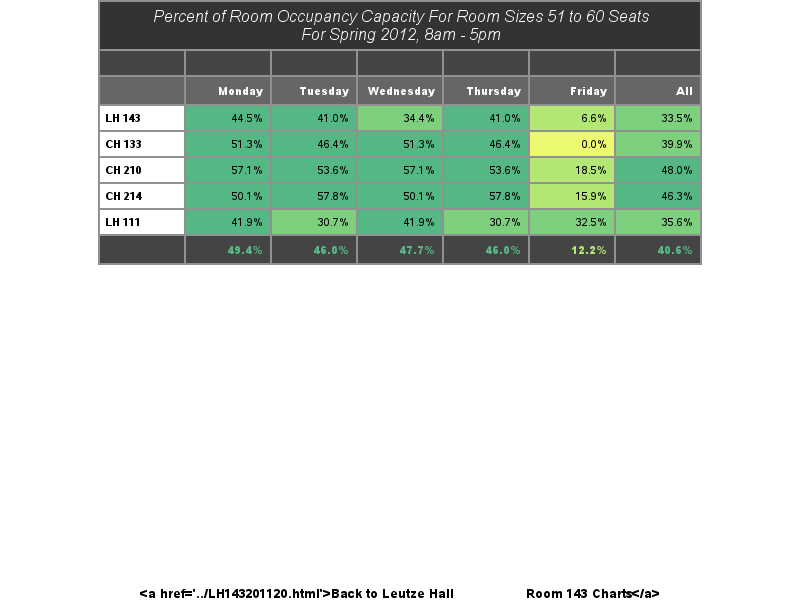 Percent of Room Occupancy Capacity For Room Sizes 51 to 60 Seats
For Spring 2012, 8am - 5pm
Monday Tuesday Wednesday Thursday Friday All
LH 143 44.5% 41.0% 34.4% 41.0% 6.6% 33.5%
CH 133 51.3% 46.4% 51.3% 46.4% 0.0% 39.9%
CH 210 57.1% 53.6% 57.1% 53.6% 18.5% 48.0%
CH 214 50.1% 57.8% 50.1% 57.8% 15.9% 46.3%
LH 111 41.9% 30.7% 41.9% 30.7% 32.5% 35.6%
49.4% 46.0% 47.7% 46.0% 12.2% 40.6%
<a href='../LH143201120.html'>Back to Leutze Hall Room 143 Charts</a>